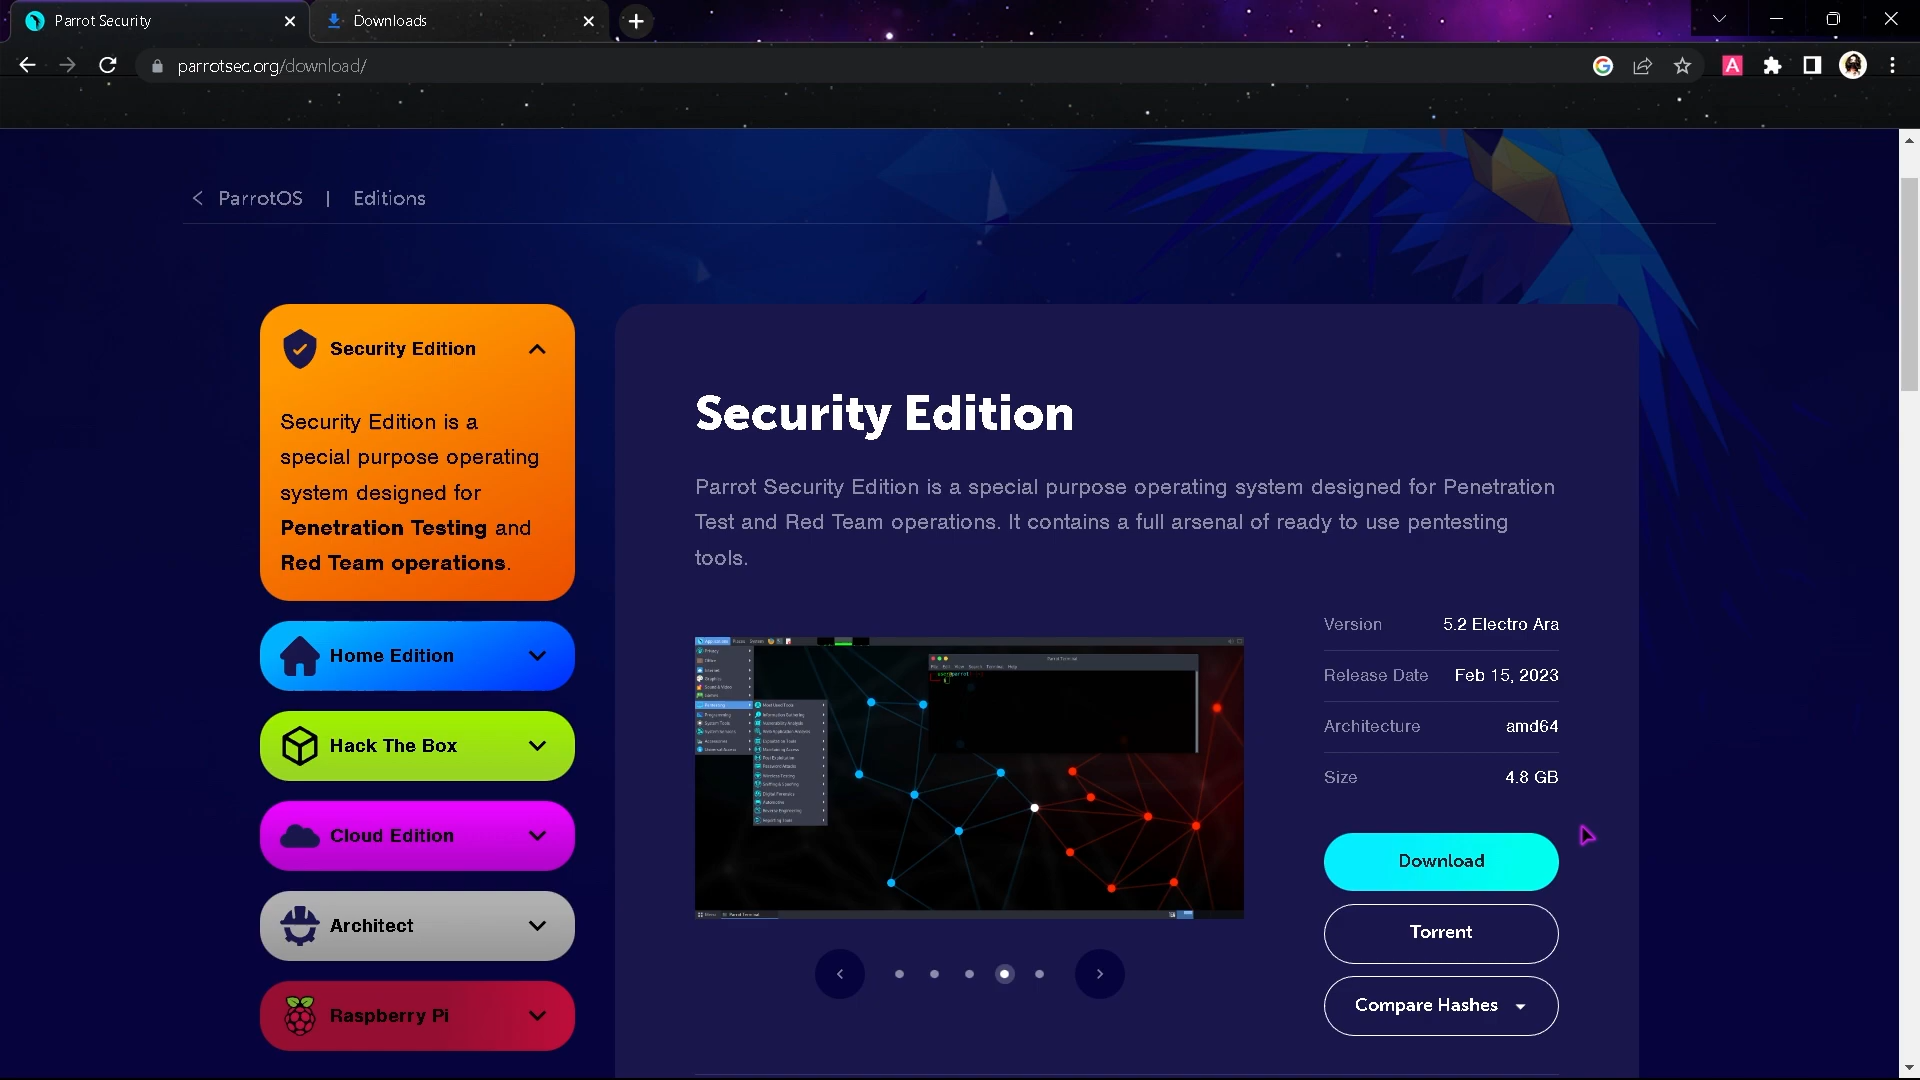 Parrot Security
Downloads
parrotsec.org/download/
ParrotOS | Editions
Security Edition
Security Edition is a
special purpose operating
system designed for
Penetration Testing and
Red Team operations.
Home Edition
Hack The Box
Cloud Edition
Architect
Raspberry Pi
Security Edition
Parrot Security Edition is a special purpose operating system designed for Penetration
Test and Red Team operations. It contains a full arsenal of ready to use pentesting
tools.
Version 5.2 Electro Ara
Release Date Feb 15, 2023
Architecture amd64
Size 4.8 GB
Download
Torrent
Compare Hashes